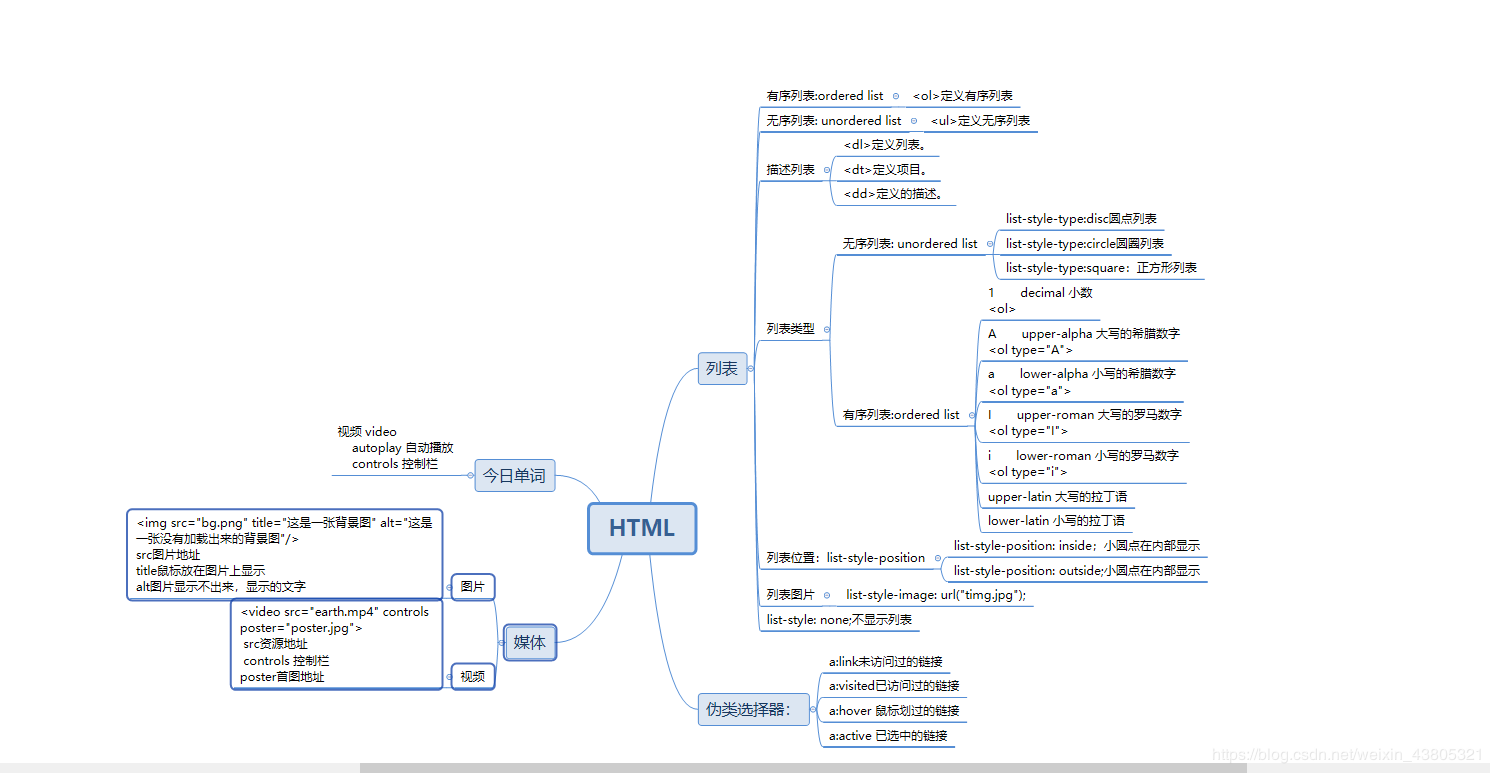 HTML
列表
有序列表:ordered list
<ol>定义有序列表
无序列表: unordered list
<ul>定义无序列表
描述列表
<dl>定义列表。
<dt>定义项目。
<dd>定义的描述。
列表类型
无序列表: unordered list
list-style-type:disc圆点列表
list-style-type:circle圆圈列表
list-style-type:square：正方形列表
有序列表:ordered list
1 decimal 小数
<ol>
A upper-alpha 大写的希腊数字
<ol type="A">
a lower-alpha 小写的希腊数字
<ol type="a">
I upper-roman 大写的罗马数字
<ol type="I">
i lower-roman 小写的罗马数字
<ol type="i">
upper-latin 大写的拉丁语
lower-latin 小写的拉丁语
列表位置：list-style-position
list-style-position: inside；小圆点在内部显示
list-style-position: outside;小圆点在内部显示
列表图片
list-style-image: url("timg.jpg");
list-style: none;不显示列表
伪类选择器：
a:link未访问过的链接
a:visited已访问过的链接
a:hover 鼠标划过的链接
a:active 已选中的链接
今日单词
视频 video
autoplay 自动播放
controls 控制栏
媒体
图片
<img src="bg.png" title="这是一张背景图" alt="这是
一张没有加载出来的背景图"/>
src图片地址
title鼠标放在图片上显示
alt图片显示不出来，显示的文字
视频
<video src="earth.mp4" controls
poster="poster.jpg">
src资源地址
controls 控制栏
poster首图地址
https://blog.csdn.net/weixin_43805321